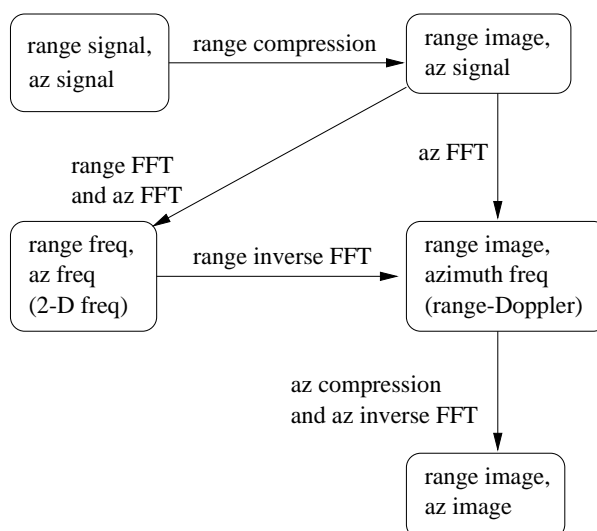 range signal,
az signal
range compression
range image,
az signal
range FFT
and az FFT
az FFT
range freq,
az freq
(2-D freq)
range inverse FFT
range image,
azimuth freq
(range-Doppler)
az compression
and az inverse FFT
range image,
az image